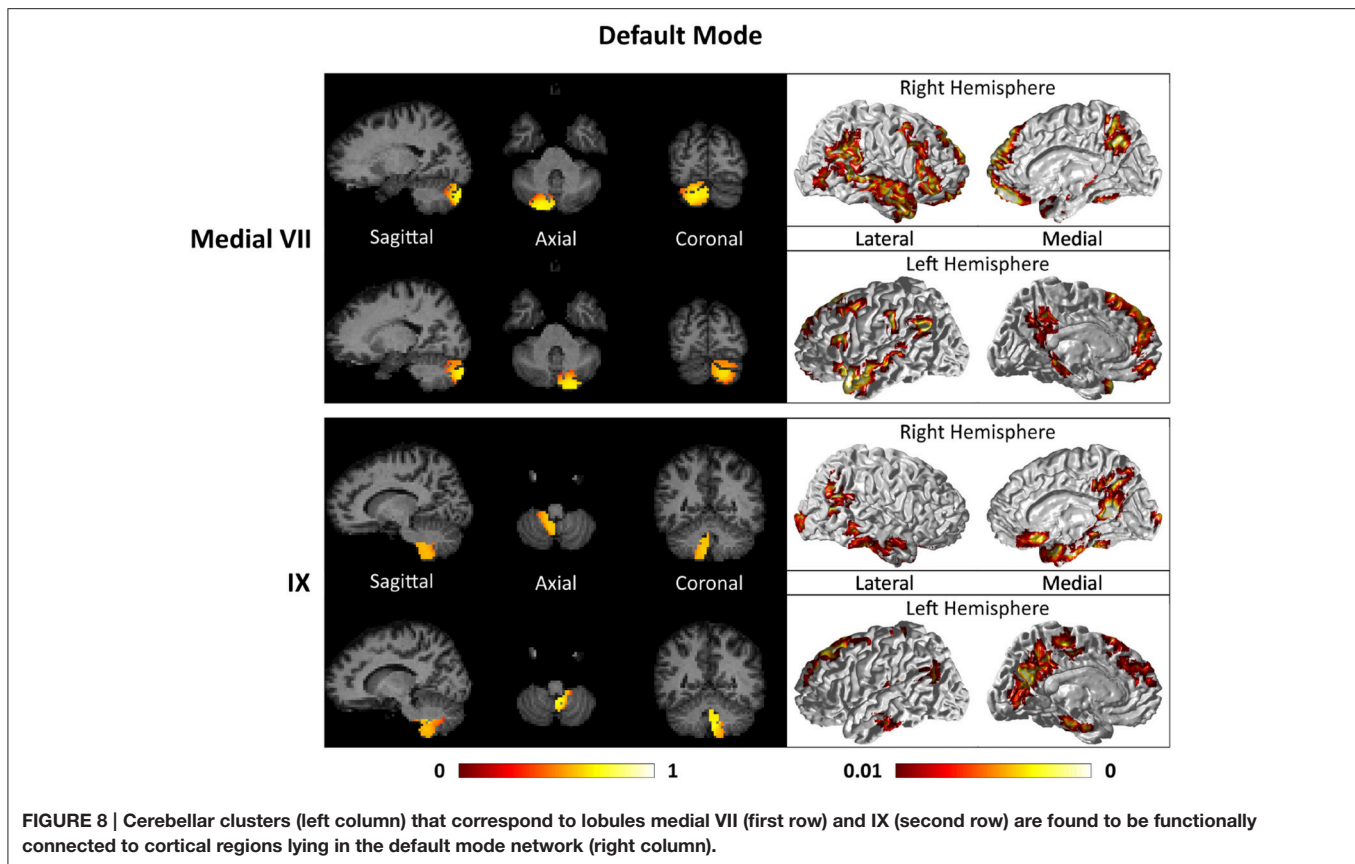 Default Mode
Right Hemisphere
Medial VII
Sagittal Axial Coronal
Lateral Medial
Left Hemisphere
Right Hemisphere
IX
Sagittal Axial Coronal
Lateral Medial
Left Hemisphere
0 1
0.01 0
FIGURE 8 | Cerebellar clusters (left column) that correspond to lobules medial VII (first row) and IX (second row) are found to be functionally
connected to cortical regions lying in the default mode network (right column).